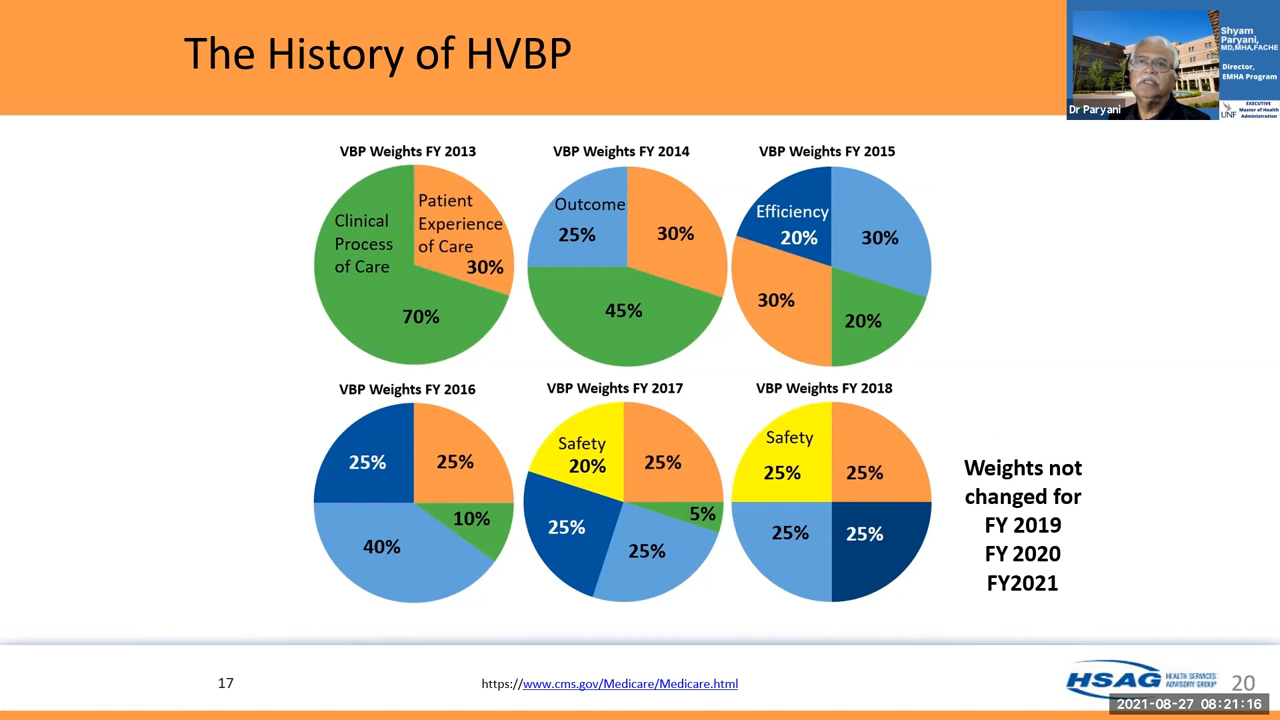 The History of HVBP
Shyam
Paryani,
MD,MHA,FACHE
Director,
EMHA Program
Dr Paryani
UNF
EXECUTIVE
Master of Health
Administration
VBP Weights FY 2013
Clinical
Process
of Care
Patient
Experience
of Care
30%
70%
VBP Weights FY 2014
Outcome
25%
30%
45%
VBP Weights FY 2015
Efficiency
20%
30%
30%
20%
VBP Weights FY 2016
25%
25%
10%
40%
VBP Weights FY 2017
Safety
20%
25%
5%
25%
25%
VBP Weights FY 2018
Safety
25%
25%
25%
25%
Weights not
changed for
FY 2019
FY 2020
FY2021
17
https://www.cms.gov/Medicare/Medicare.html
HSAG HEALTH SERVICES
ADVISORY GROUP
20
2021-08-27 08:21:16